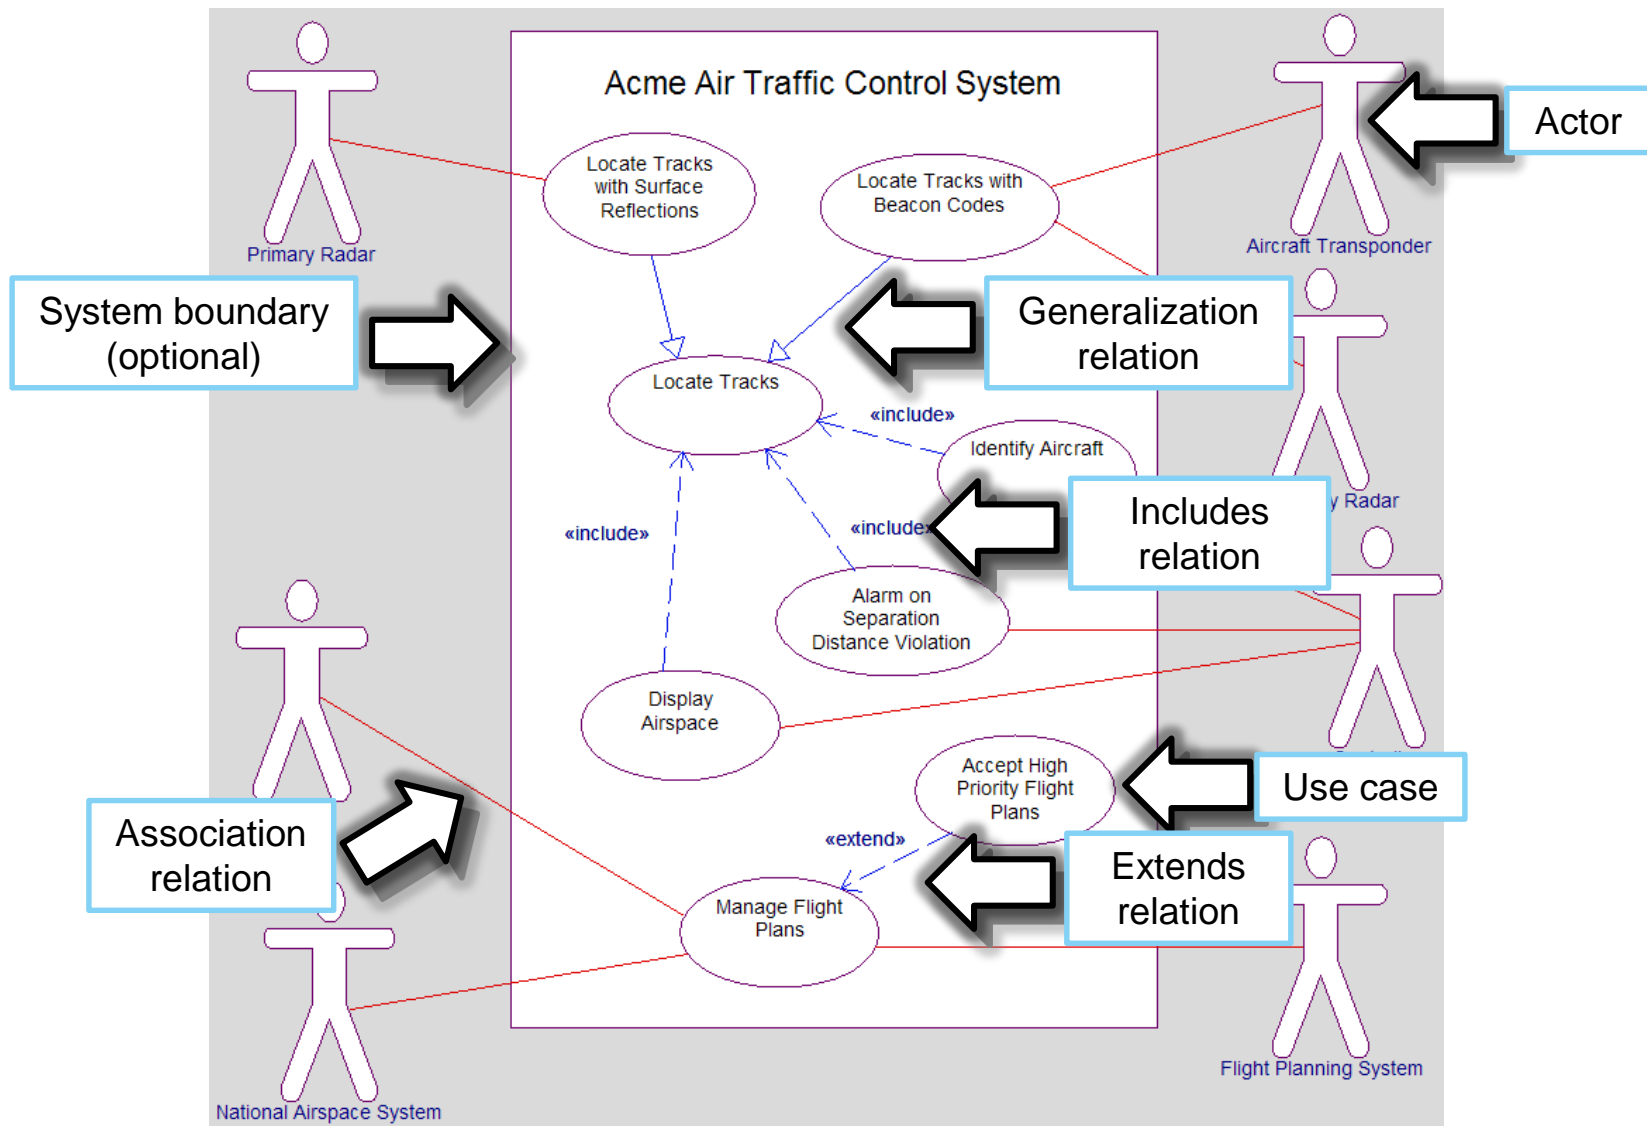 Acme Air Traffic Control System
Actor
Locate Tracks
with Surface
Reflections
Locate Tracks with
Beacon Codes
Primary Radar
Aircraft Transponder
System boundary
(optional)
Generalization
relation
Locate Tracks
«include»
Identify Aircraft
Radar
«include»
«include»
Includes
relation
Alarm on
Separation
Distance Violation
Display
Airspace
Accept High
Priority Flight
Plans
Use case
Association
relation
«extend»
Extends
relation
Manage Flight
Plans
Flight Planning System
National Airspace System